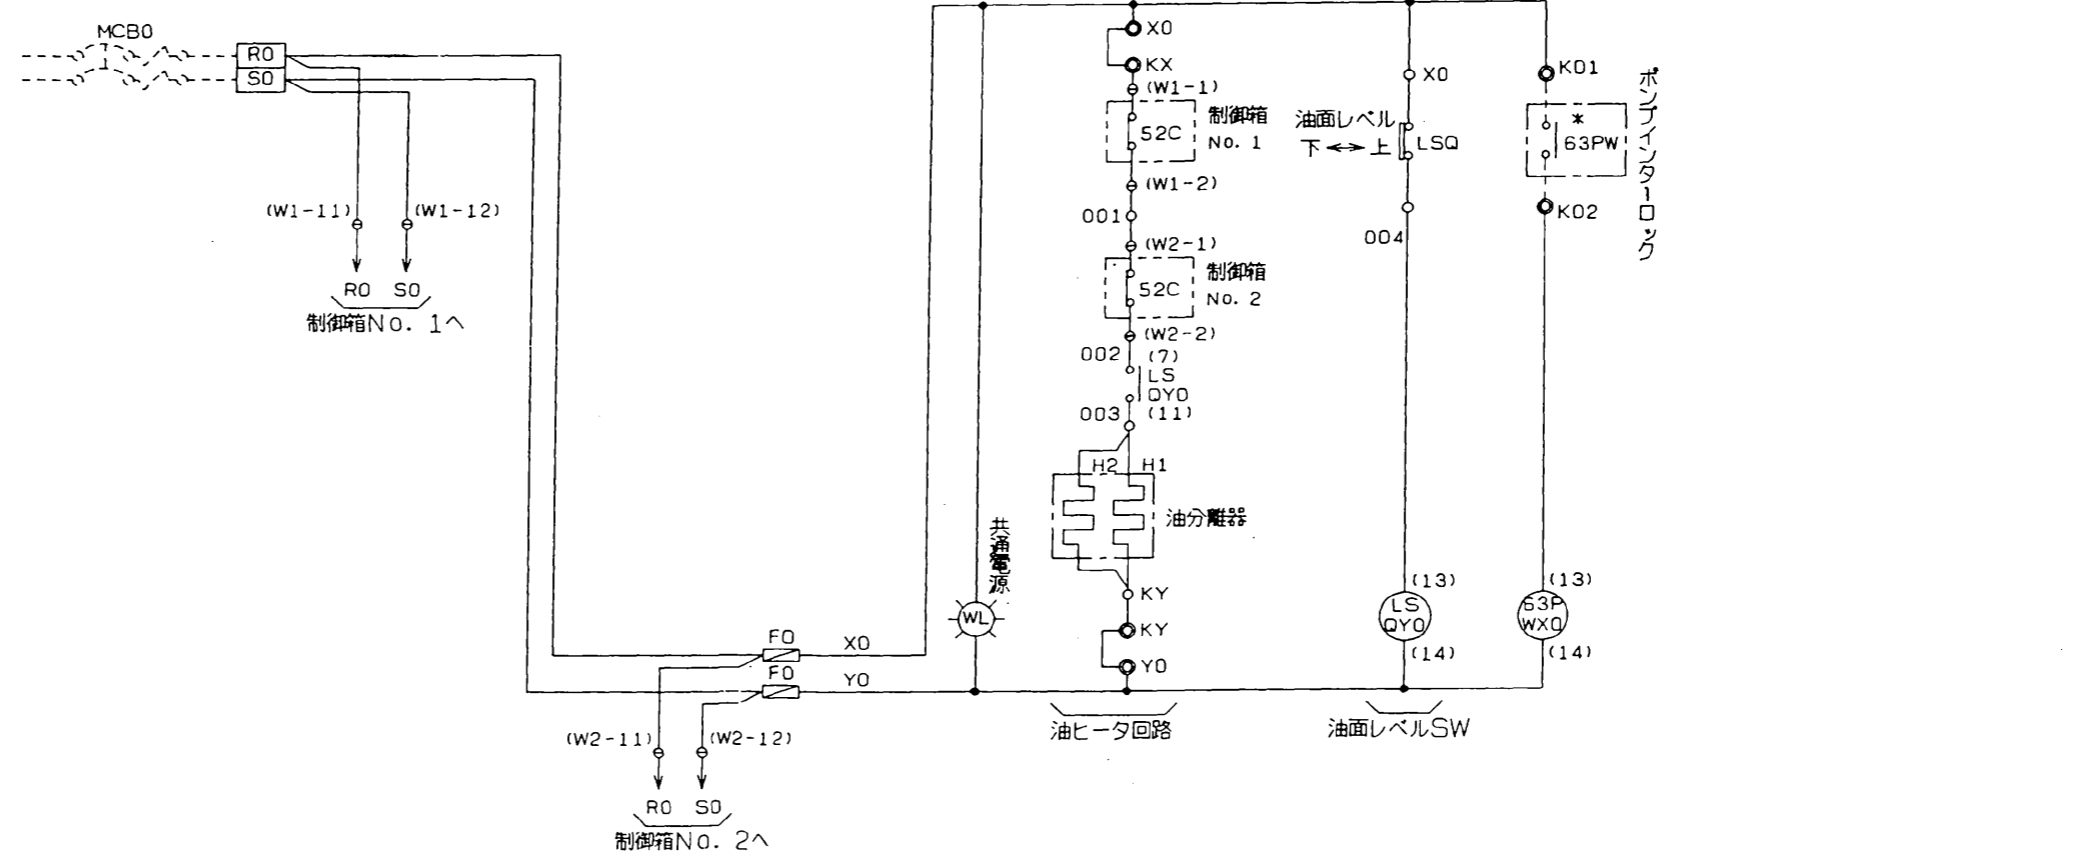 MCB0
R0
S0
(W1-11)
(W1-12)
R0 S0
制御箱No. 1へ
F0
X0
F0
Y0
(W2-11)
(W2-12)
R0 S0
制御箱No. 2へ
共通電源
WL
X0
KX
(W1-1)
52C
制御箱
No. 1
(W1-2)
001
(W2-1)
52C
制御箱
No. 2
(W2-2)
002
(7)
LS
QY0
003
(11)
H2 H1
油分離器
KY
KY
Y0
油ヒータ回路
X0
油面レベル
下 ↔ 上
LSQ
004
(13)
LS
QY0
(14)
油面レベルSW
K01
*
63PW
K02
ポンプインターロック
(13)
63P
WX0
(14)